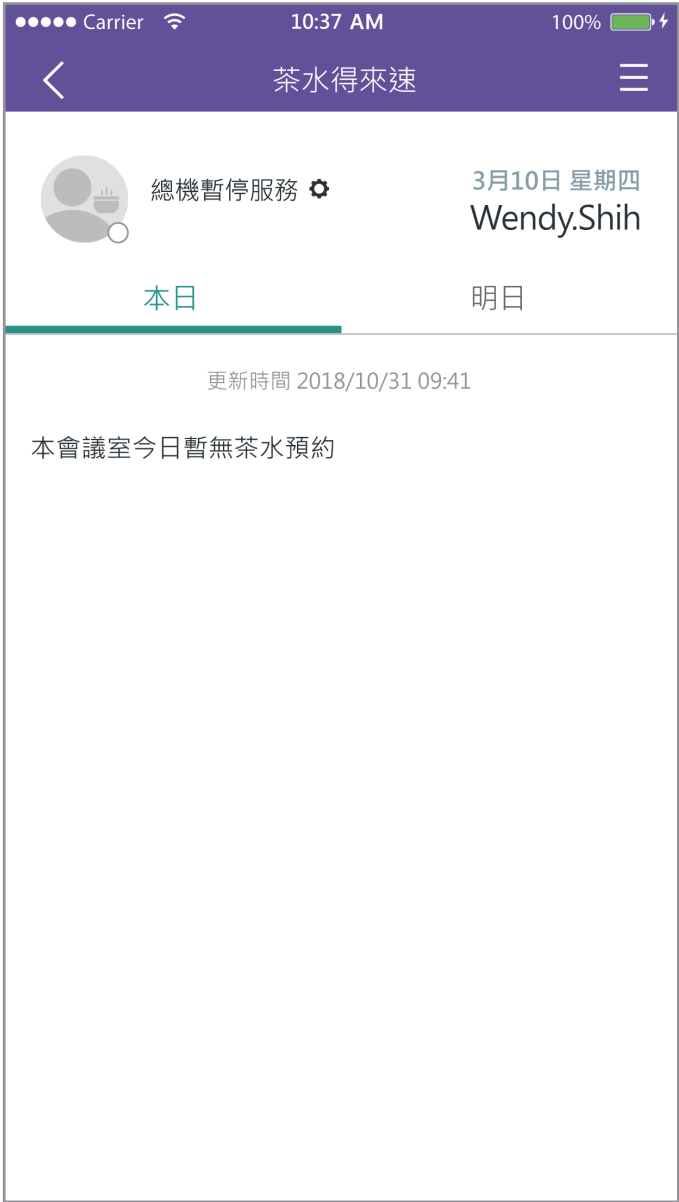 Carrier 10:37 AM 100%
茶水得來速
總機暫停服務
3月10日 星期四
Wendy.Shih
本日 明日
更新時間 2018/10/31 09:41
本會議室今日暫無茶水預約